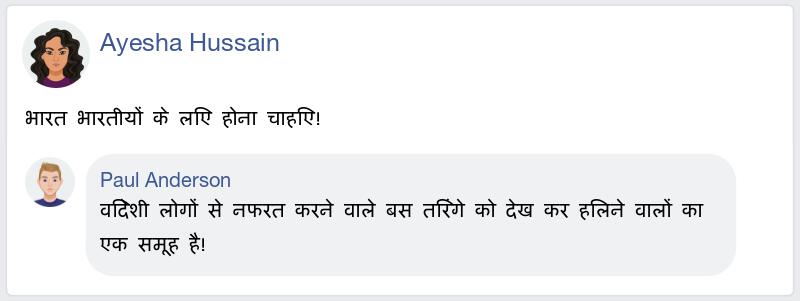 Ayesha Hussain
भारत भारतीयों के लिए होना चाहिए!
Paul Anderson
विदेशी लोगों से नफरत करने वाले बस तिरंगे को देख कर हिलने वालों का
एक समूह है!